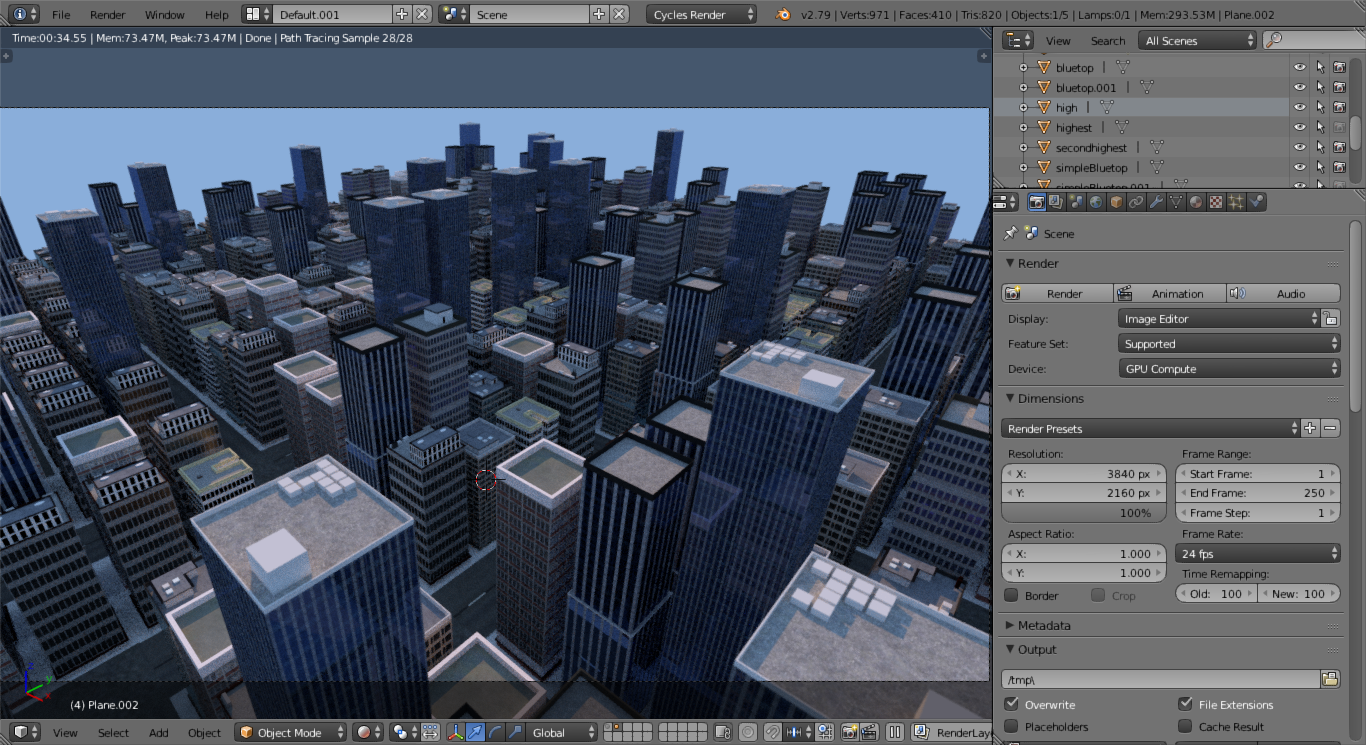 File Render Window Help Default.001 Scene Cycles Render v2.79 | Verts:971 | Faces:410 | Tris:820 | Objects:1/5 | Lamps:0/1 | Mem:293.53M | Plane.002
Time:00:34.55 | Mem:73.47M, Peak:73.47M | Done | Path Tracing Sample 28/28
View Search All Scenes
bluetop
bluetop.001
high
highest
secondhighest
simpleBluetop
simpleBluetop.001
Scene
Render
Render Animation Audio
Display: Image Editor
Feature Set: Supported
Device: GPU Compute
Dimensions
Render Presets
Resolution: Frame Range:
X: 3840 px Start Frame: 1
Y: 2160 px End Frame: 250
100% Frame Step: 1
Aspect Ratio: Frame Rate:
X: 1.000 24 fps
Y: 1.000 Time Remapping:
Border Crop Old: 100 New: 100
Metadata
Output
/tmp\
Overwrite File Extensions
Placeholders Cache Result
z
y
x
(4) Plane.002
View Select Add Object Object Mode Global RenderLaye